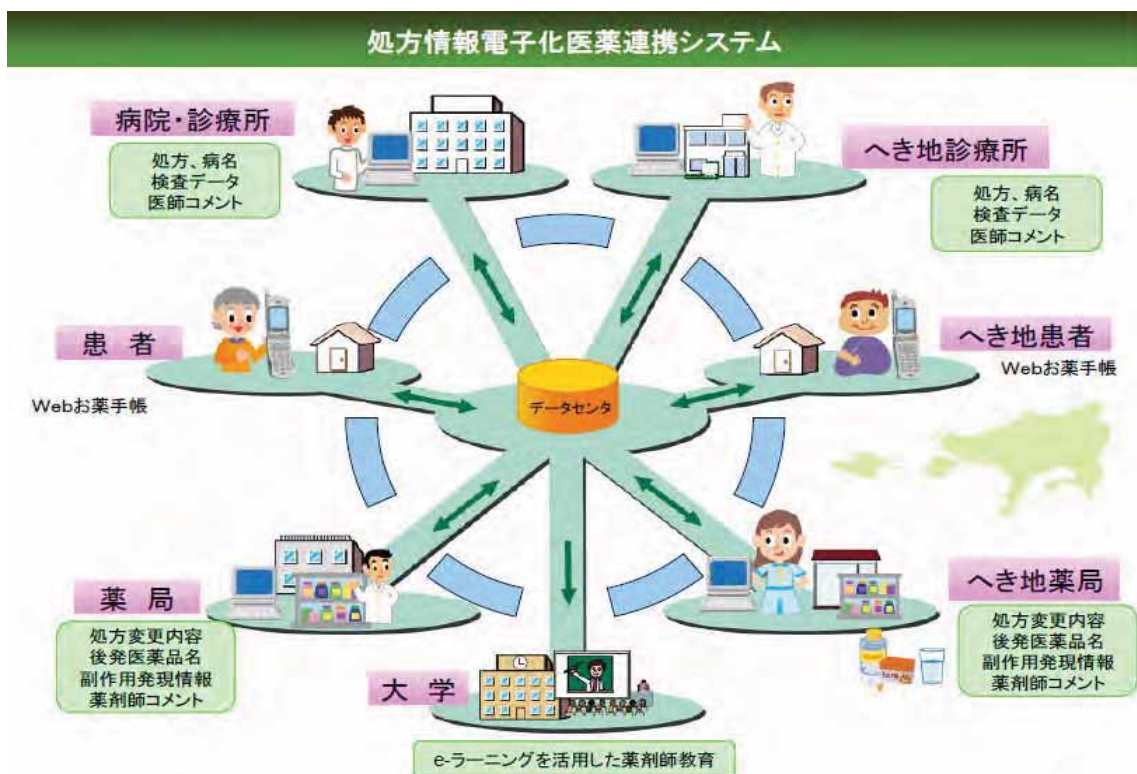 処方情報電子化医薬連携システム
病院・診療所
処方、病名
検査データ
医師コメント
へき地診療所
処方、病名
検査データ
医師コメント
患者
Webお薬手帳
へき地患者
Webお薬手帳
データセンタ
薬局
処方変更内容
後発医薬品名
副作用発現情報
薬剤師コメント
へき地薬局
処方変更内容
後発医薬品名
副作用発現情報
薬剤師コメント
大学
e-ラーニングを活用した薬剤師教育